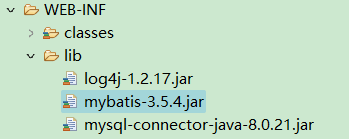 WEB-INF
classes
lib
log4j-1.2.17.jar
mybatis-3.5.4.jar
mysql-connector-java-8.0.21.jar